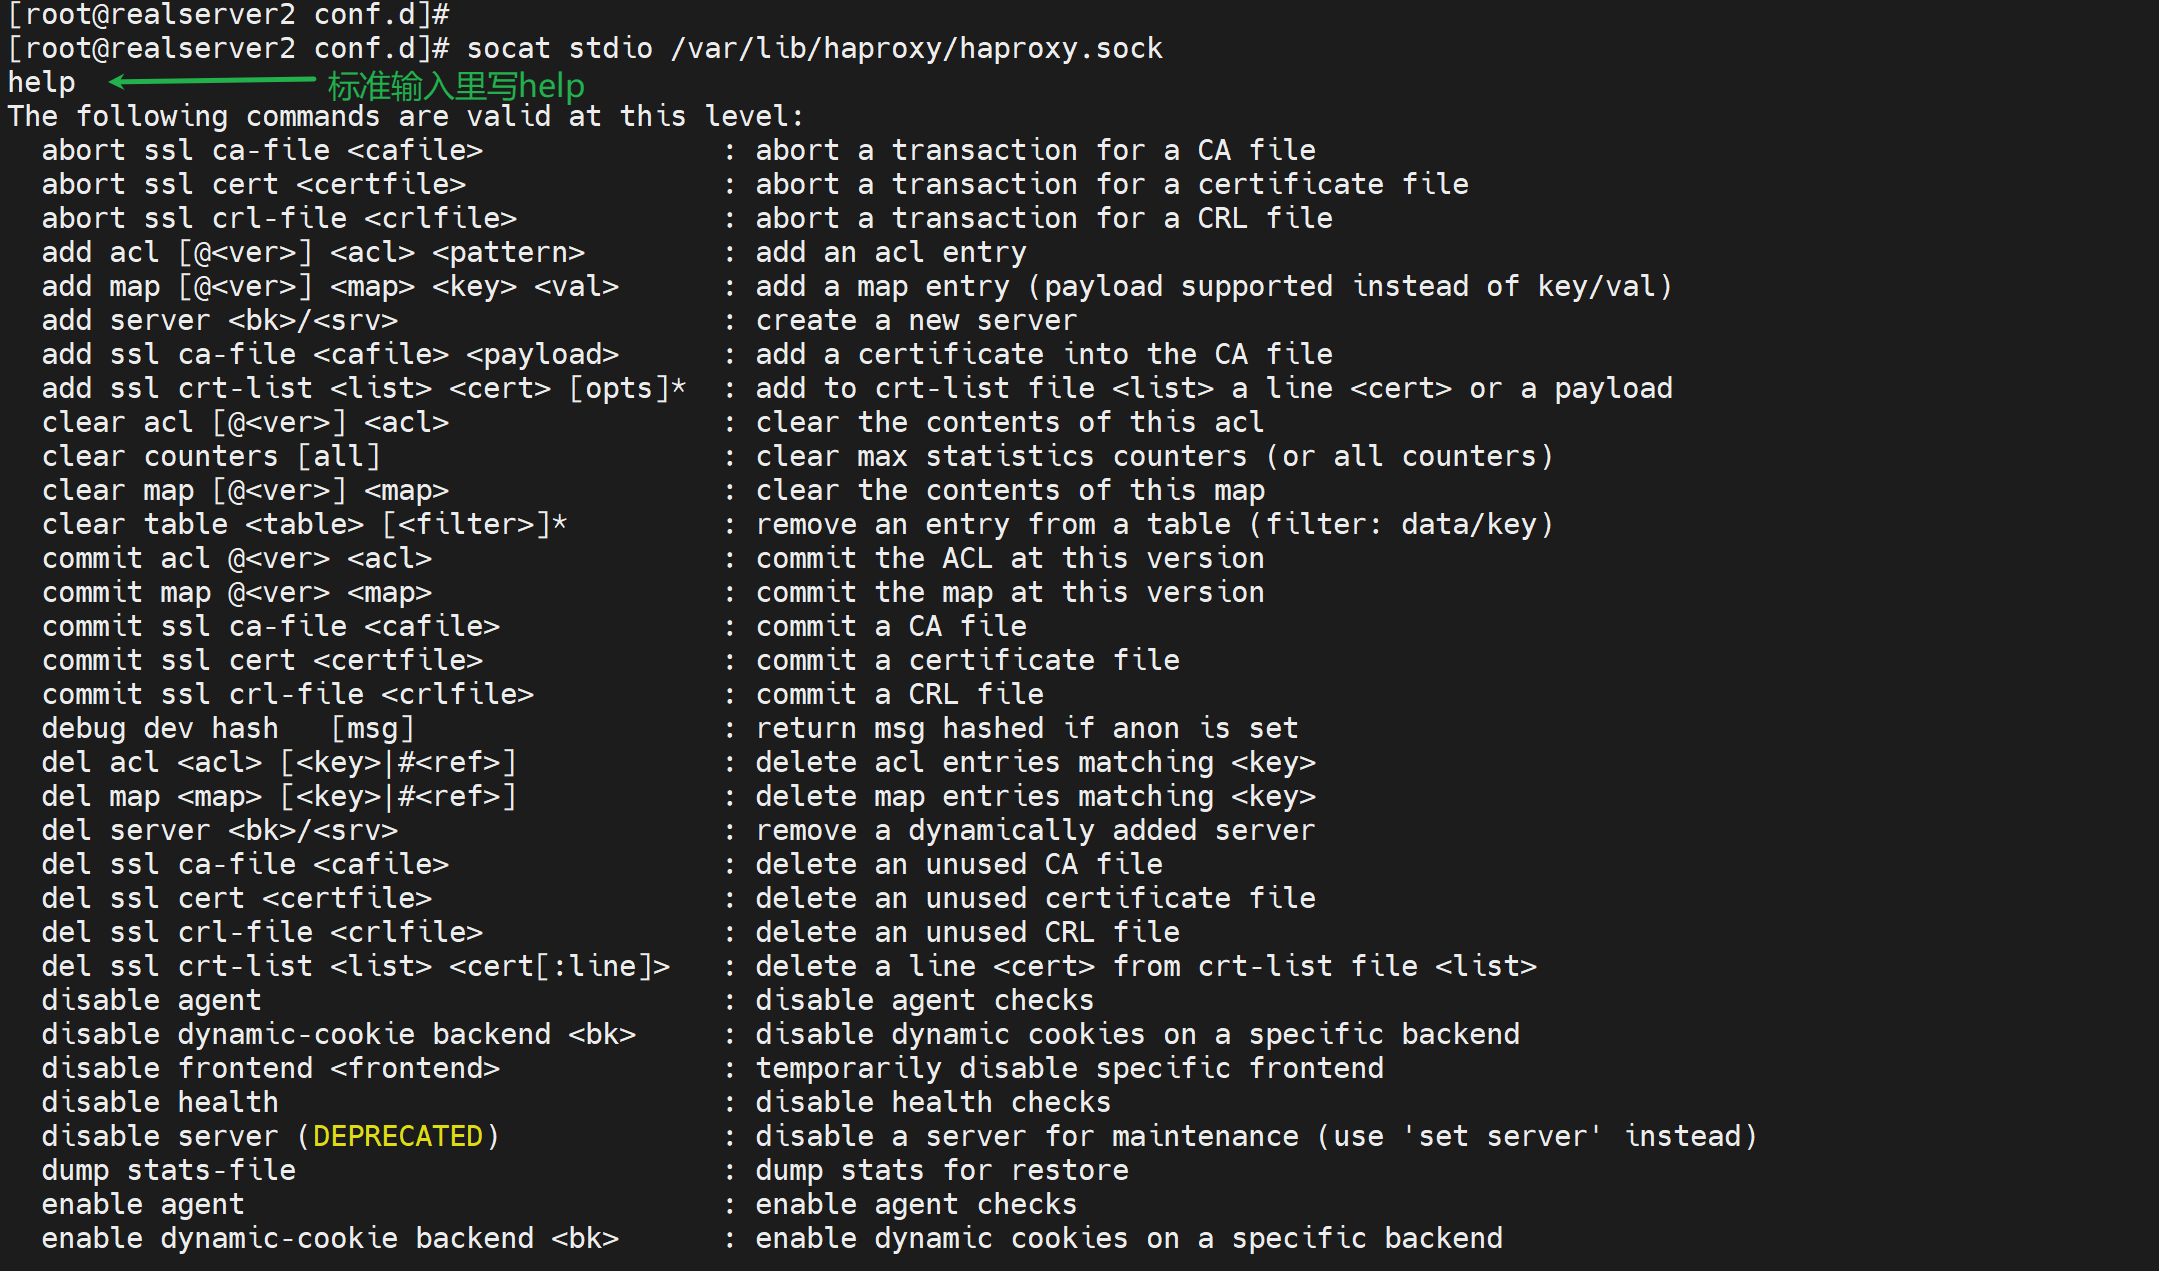 [root@realserver2 conf.d]#
[root@realserver2 conf.d]# socat stdio /var/lib/haproxy/haproxy.sock
help 标准输入里写help
The following commands are valid at this level:
  abort ssl ca-file <cafile>              : abort a transaction for a CA file
  abort ssl cert <certfile>               : abort a transaction for a certificate file
  abort ssl crl-file <crlfile>            : abort a transaction for a CRL file
  add acl [@<ver>] <acl> <pattern>        : add an acl entry
  add map [@<ver>] <map> <key> <val>      : add a map entry (payload supported instead of key/val)
  add server <bk>/<srv>                   : create a new server
  add ssl ca-file <cafile> <payload>      : add a certificate into the CA file
  add ssl crt-list <list> <cert> [opts]*  : add to crt-list file <list> a line <cert> or a payload
  clear acl [@<ver>] <acl>                : clear the contents of this acl
  clear counters [all]                    : clear max statistics counters (or all counters)
  clear map [@<ver>] <map>                : clear the contents of this map
  clear table <table> [<filter>]*         : remove an entry from a table (filter: data/key)
  commit acl @<ver> <acl>                 : commit the ACL at this version
  commit map @<ver> <map>                 : commit the map at this version
  commit ssl ca-file <cafile>             : commit a CA file
  commit ssl cert <certfile>              : commit a certificate file
  commit ssl crl-file <crlfile>           : commit a CRL file
  debug dev hash   [msg]                  : return msg hashed if anon is set
  del acl <acl> [<key>|#<ref>]            : delete acl entries matching <key>
  del map <map> [<key>|#<ref>]            : delete map entries matching <key>
  del server <bk>/<srv>                   : remove a dynamically added server
  del ssl ca-file <cafile>                : delete an unused CA file
  del ssl cert <certfile>                 : delete an unused certificate file
  del ssl crl-file <crlfile>              : delete an unused CRL file
  del ssl crt-list <list> <cert[:line]>   : delete a line <cert> from crt-list file <list>
  disable agent                           : disable agent checks
  disable dynamic-cookie backend <bk>     : disable dynamic cookies on a specific backend
  disable frontend <frontend>             : temporarily disable specific frontend
  disable health                          : disable health checks
  disable server (DEPRECATED)             : disable a server for maintenance (use 'set server' instead)
  dump stats-file                         : dump stats for restore
  enable agent                            : enable agent checks
  enable dynamic-cookie backend <bk>      : enable dynamic cookies on a specific backend